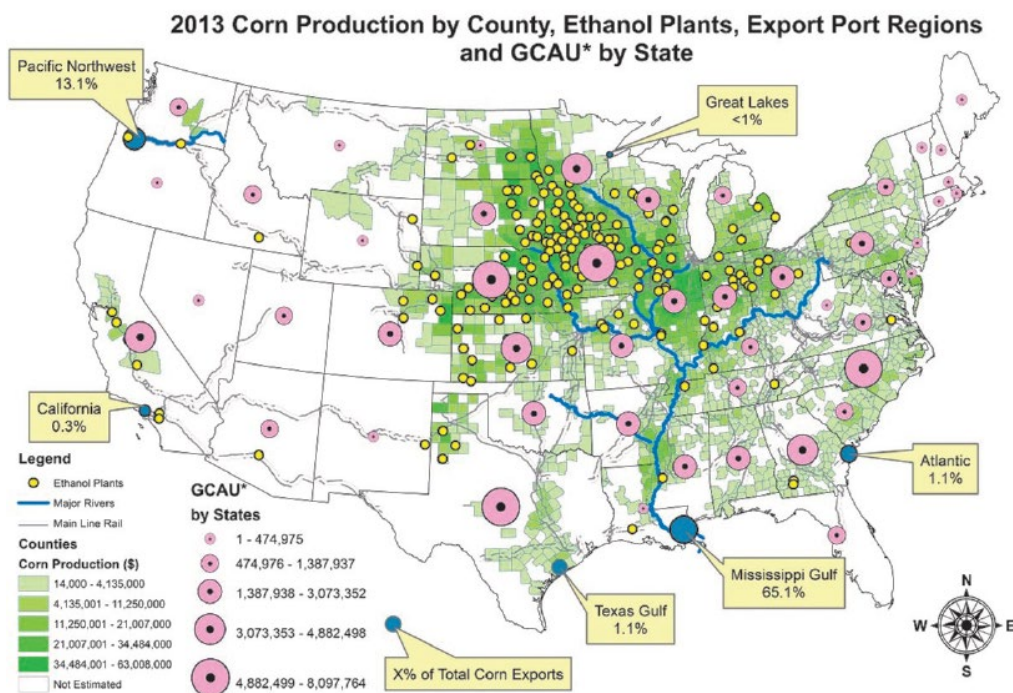 2013 Corn Production by County, Ethanol Plants, Export Port Regions
and GCAU* by State
Pacific Northwest
13.1%
Great Lakes
<1%
California
0.3%
Atlantic
1.1%
Mississippi Gulf
65.1%
Texas Gulf
1.1%
X% of Total Corn Exports
Legend
Ethanol Plants
Major Rivers
Main Line Rail
Counties
Corn Production ($)
14,000 - 4,135,000
4,135,001 - 11,250,000
11,250,001 - 21,007,000
21,007,001 - 34,484,000
34,484,001 - 63,008,000
Not Estimated
GCAU*
by States
1 - 474,975
474,976 - 1,387,937
1,387,938 - 3,073,352
3,073,353 - 4,882,498
4,882,499 - 8,097,764
N
W E
S